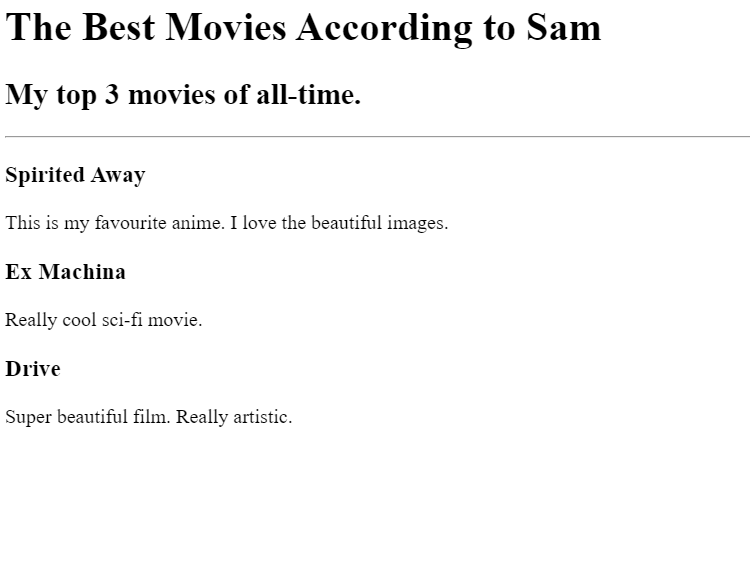 The Best Movies According to Sam
My top 3 movies of all-time.
Spirited Away
This is my favourite anime. I love the beautiful images.
Ex Machina
Really cool sci-fi movie.
Drive
Super beautiful film. Really artistic.